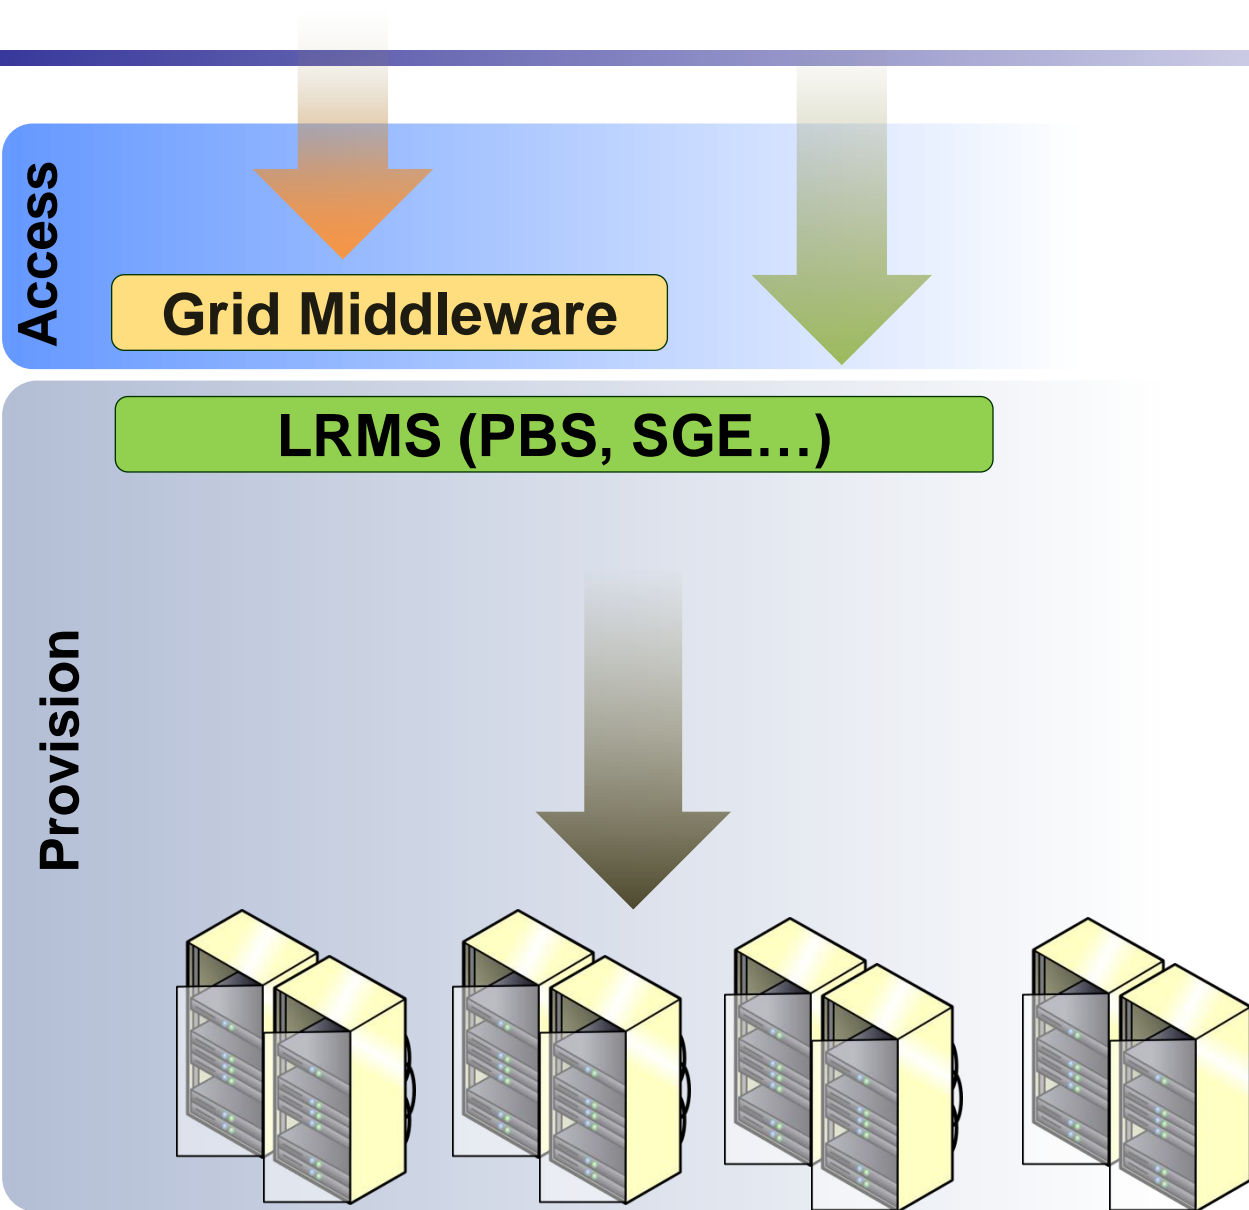 Access
Grid Middleware
LRMS (PBS, SGE…)
Provision